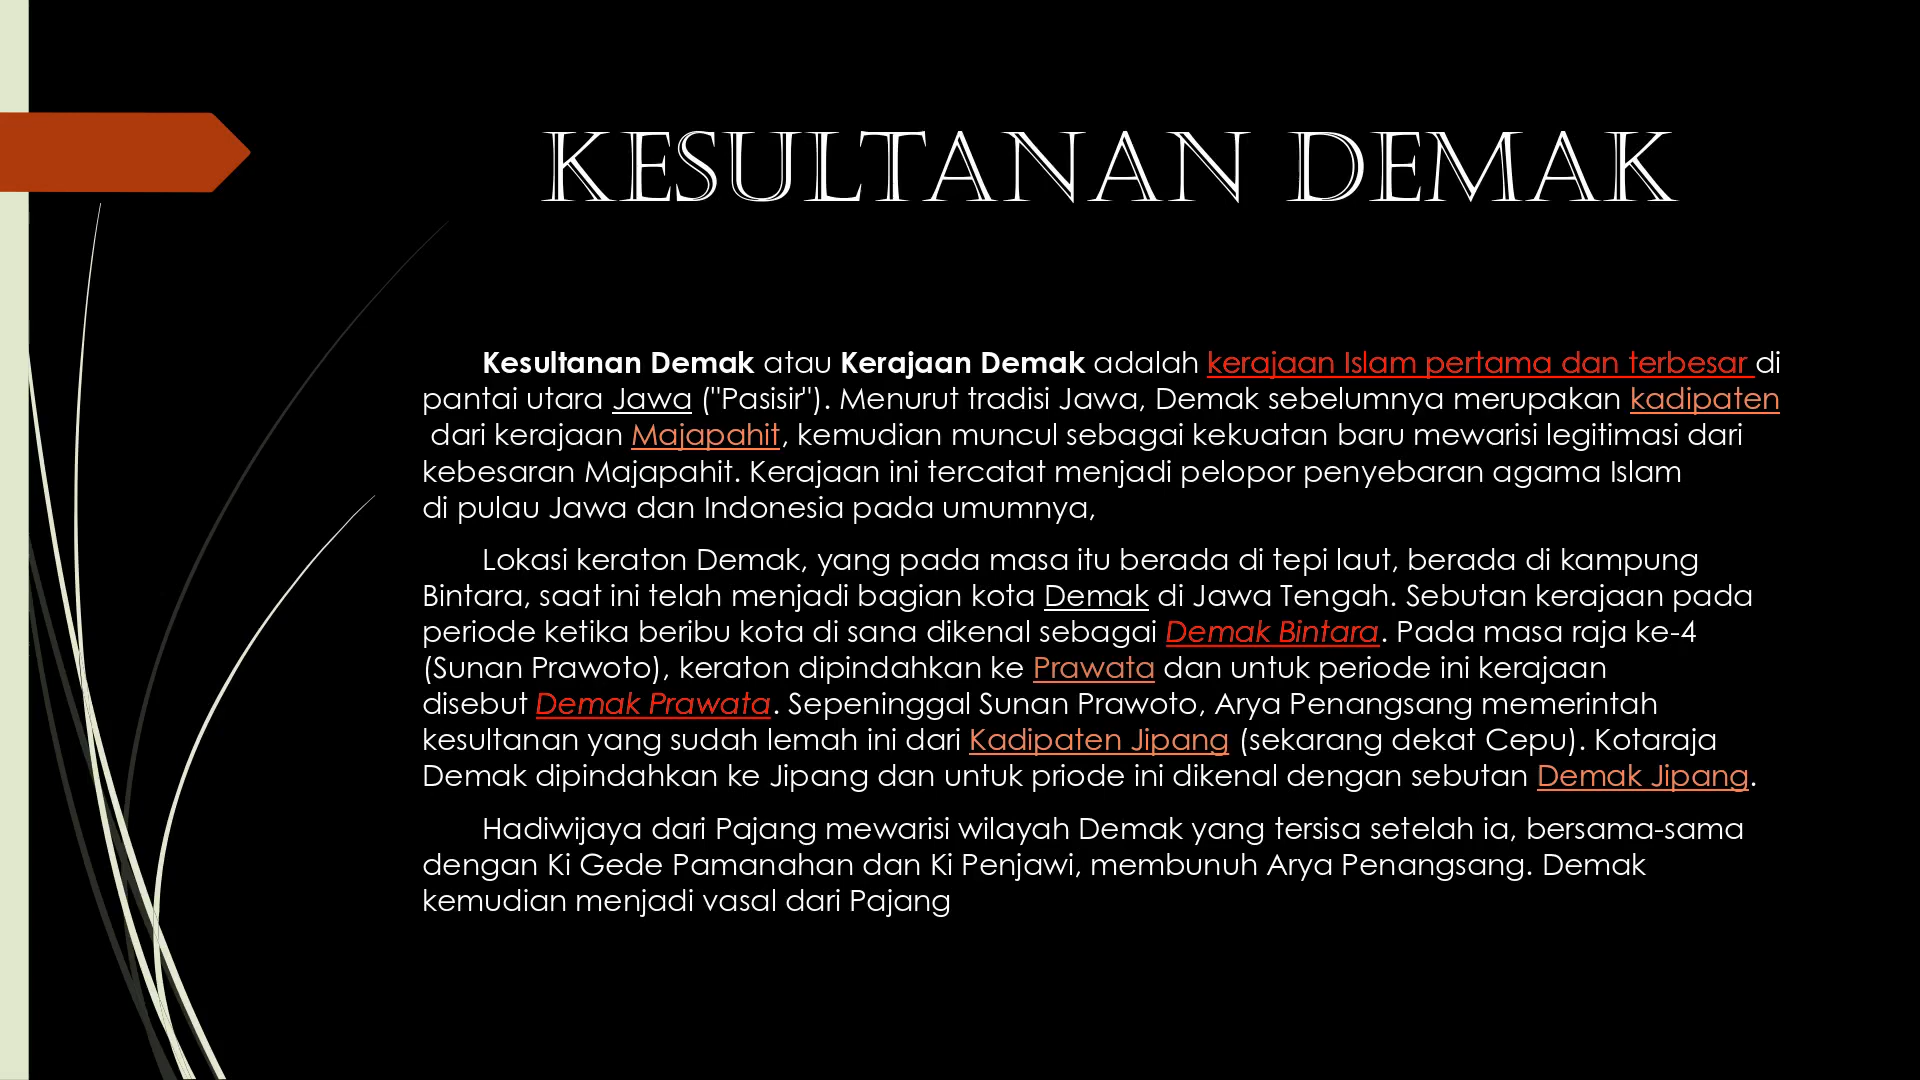 KESULTANAN DEMAK
Kesultanan Demak atau Kerajaan Demak adalah kerajaan Islam pertama dan terbesar di
pantai utara Jawa ("Pasisir"). Menurut tradisi Jawa, Demak sebelumnya merupakan kadipaten
dari kerajaan Majapahit, kemudian muncul sebagai kekuatan baru mewarisi legitimasi dari
kebesaran Majapahit. Kerajaan ini tercatat menjadi pelopor penyebaran agama Islam
di pulau Jawa dan Indonesia pada umumnya,
Lokasi keraton Demak, yang pada masa itu berada di tepi laut, berada di kampung
Bintara, saat ini telah menjadi bagian kota Demak di Jawa Tengah. Sebutan kerajaan pada
periode ketika beribu kota di sana dikenal sebagai Demak Bintara. Pada masa raja ke-4
(Sunan Prawoto), keraton dipindahkan ke Prawata dan untuk periode ini kerajaan
disebut Demak Prawata. Sepeninggal Sunan Prawoto, Arya Penangsang memerintah
kesultanan yang sudah lemah ini dari Kadipaten Jipang (sekarang dekat Cepu). Kotaraja
Demak dipindahkan ke Jipang dan untuk priode ini dikenal dengan sebutan Demak Jipang.
Hadiwijaya dari Pajang mewarisi wilayah Demak yang tersisa setelah ia, bersama-sama
dengan Ki Gede Pamanahan dan Ki Penjawi, membunuh Arya Penangsang. Demak
kemudian menjadi vasal dari Pajang